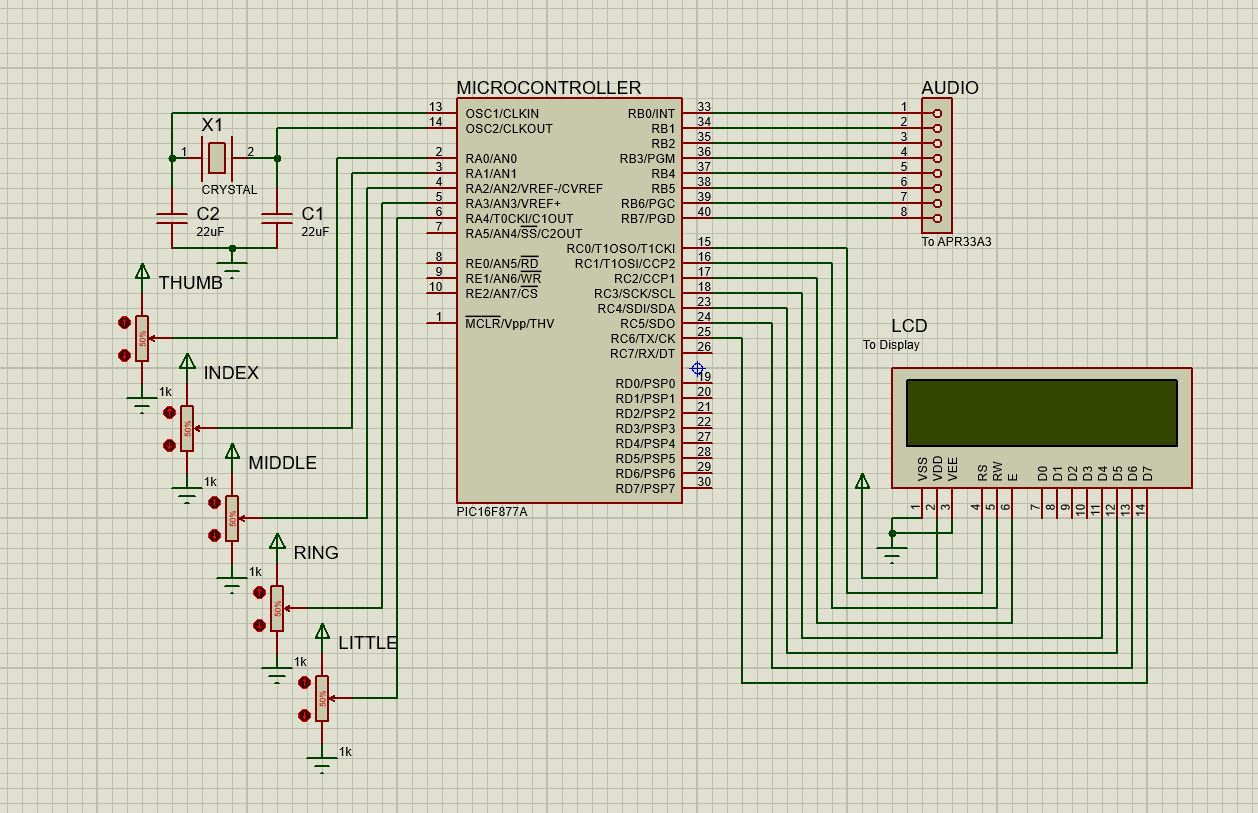 MICROCONTROLLER
13 OSC1/CLKIN
14 OSC2/CLKOUT
2 RA0/AN0
3 RA1/AN1
4 RA2/AN2/VREF-/CVREF
5 RA3/AN3/VREF+
6 RA4/T0CKI/C1OUT
7 RA5/AN4/SS/C2OUT
8 RE0/AN5/RD
9 RE1/AN6/WR
10 RE2/AN7/CS
1 MCLR/Vpp/THV
RB0/INT 33
RB1 34
RB2 35
RB3/PGM 36
RB4 37
RB5 38
RB6/PGC 39
RB7/PGD 40
RC0/T1OSO/T1CKI 15
RC1/T1OSI/CCP2 16
RC2/CCP1 17
RC3/SCK/SCL 18
RC4/SDI/SDA 23
RC5/SDO 24
RC6/TX/CK 25
RC7/RX/DT 26
RD0/PSP0 19
RD1/PSP1 20
RD2/PSP2 21
RD3/PSP3 22
RD4/PSP4 27
RD5/PSP5 28
RD6/PSP6 29
RD7/PSP7 30
PIC16F877A
X1
1 2
CRYSTAL
C2
22uF
C1
22uF
THUMB
50%
1k
INDEX
50%
1k
MIDDLE
50%
1k
RING
50%
1k
LITTLE
50%
1k
AUDIO
1
2
3
4
5
6
7
8
To APR33A3
LCD
To Display
VSS VDD VEE RS RW E D0 D1 D2 D3 D4 D5 D6 D7
1 2 3 4 5 6 7 8 9 10 11 12 13 14